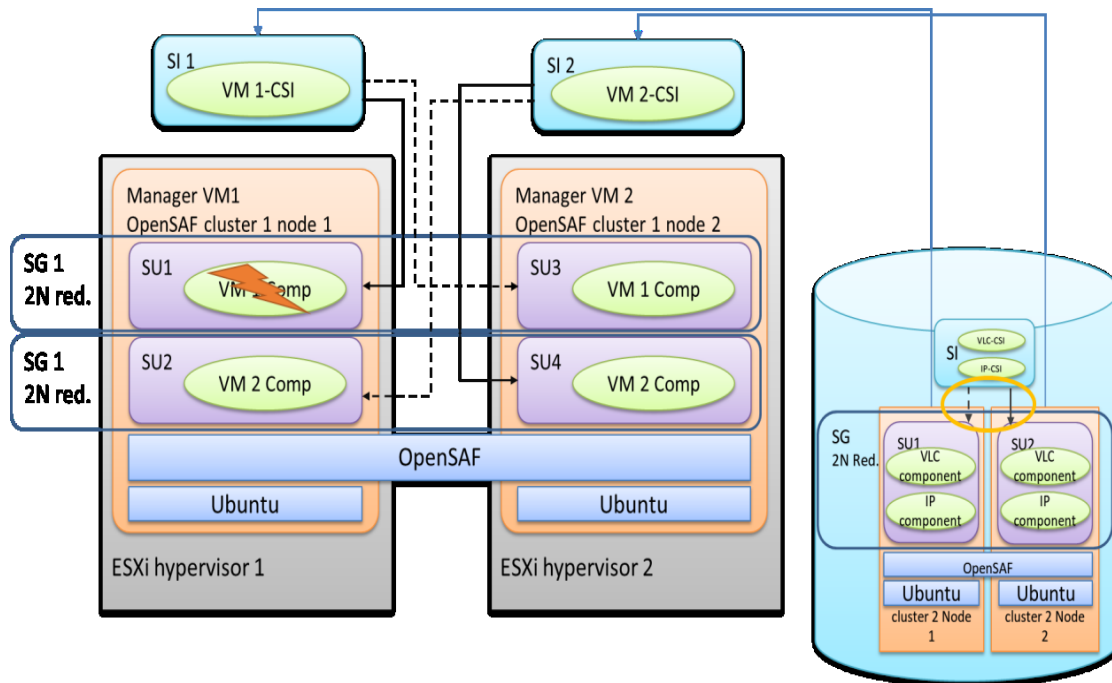 SI 1
VM 1-CSI
SI 2
VM 2-CSI
Manager VM1
OpenSAF cluster 1 node 1
Manager VM 2
OpenSAF cluster 1 node 2
SG 1
2N red.
SU1
VM 1 Comp
SU3
VM 1 Comp
SG 1
2N red.
SU2
VM 2 Comp
SU4
VM 2 Comp
OpenSAF
Ubuntu
Ubuntu
ESXi hypervisor 1
ESXi hypervisor 2
SI
VLC-CSI
IP-CSI
SG
2N Red.
SU1
VLC
component
IP
component
SU2
VLC
component
IP
component
OpenSAF
Ubuntu
Ubuntu
cluster 2 Node
1
cluster 2 Node
2